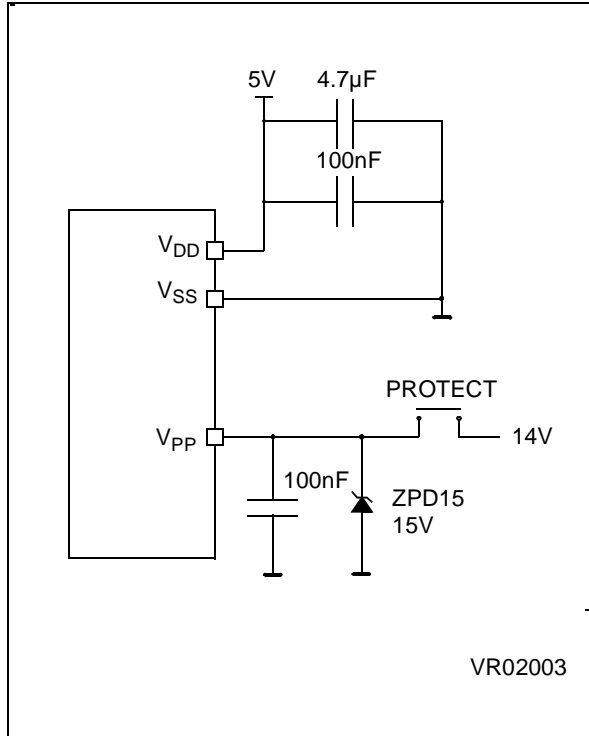 5V
4.7µF
100nF
VDD
VSS
PROTECT
VPP
14V
100nF
ZPD15
15V
VR02003